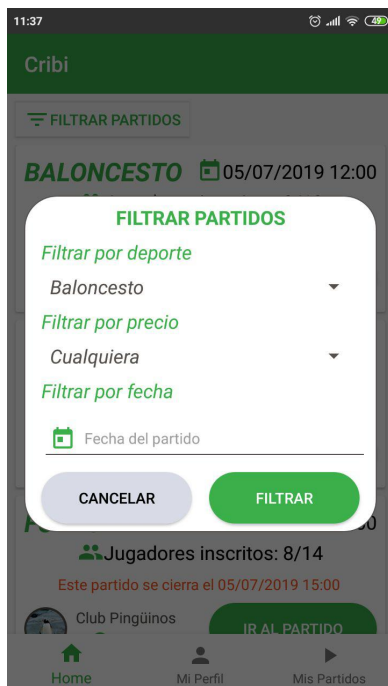 11:37
49
Cribi
FILTRAR PARTIDOS
BALONCESTO 05/07/2019 12:00
FILTRAR PARTIDOS
Filtrar por deporte
Baloncesto
Filtrar por precio
Cualquiera
Filtrar por fecha
Fecha del partido
CANCELAR FILTRAR
Jugadores inscritos: 8/14
Este partido se cierra el 05/07/2019 15:00
Club Pingüinos
IR AL PARTIDO
Home Mi Perfil Mis Partidos